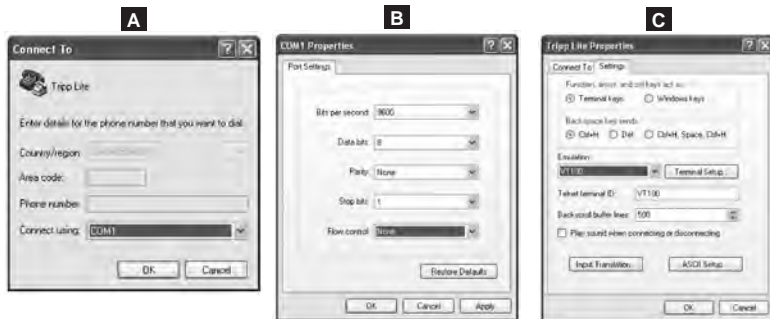 A
Connect To
Tripp Lite
Enter details for the phone number that you want to dial:
Country/region:
Area code:
Phone number:
Connect using: COM1
OK Cancel
B
COM1 Properties
Port Settings
Bits per second: 9600
Data bits: 8
Parity: None
Stop bits: 1
Flow control: None
Restore Defaults
OK Cancel Apply
C
Tripp Lite Properties
Connect To Settings
Function, arrow, and ctrl keys act as
Terminal keys Windows keys
Backspace key sends
Ctrl+H Del Ctrl+H, Space, Ctrl+H
Emulation:
VT100 Terminal Setup...
Telnet terminal ID: VT100
Backscroll buffer lines: 500
Play sound when connecting or disconnecting
Input Translation... ASCII Setup...
OK Cancel